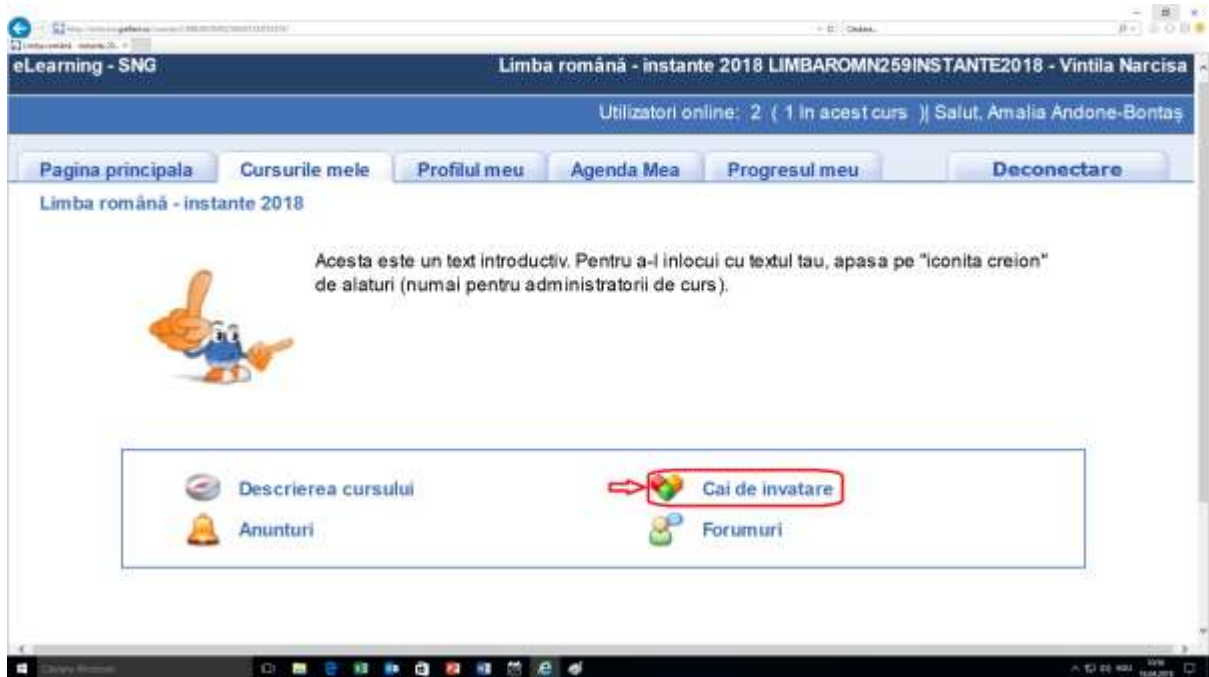 eLearning - SNG
Limba română - instante 2018 LIMBAROMN259INSTANTE2018 - Vintila Narcisa
Utilizatori online: 2 ( 1 in acest curs )| Salut, Amalia Andone-Bontaş
Pagina principala
Cursurile mele
Profilul meu
Agenda Mea
Progresul meu
Deconectare
Limba română - instante 2018
Acesta este un text introductiv. Pentru a-l inlocui cu textul tau, apasa pe "iconita creion"
de alaturi (numai pentru administratorii de curs).
Descrierea cursului
Cai de invatare
Anunturi
Forumuri